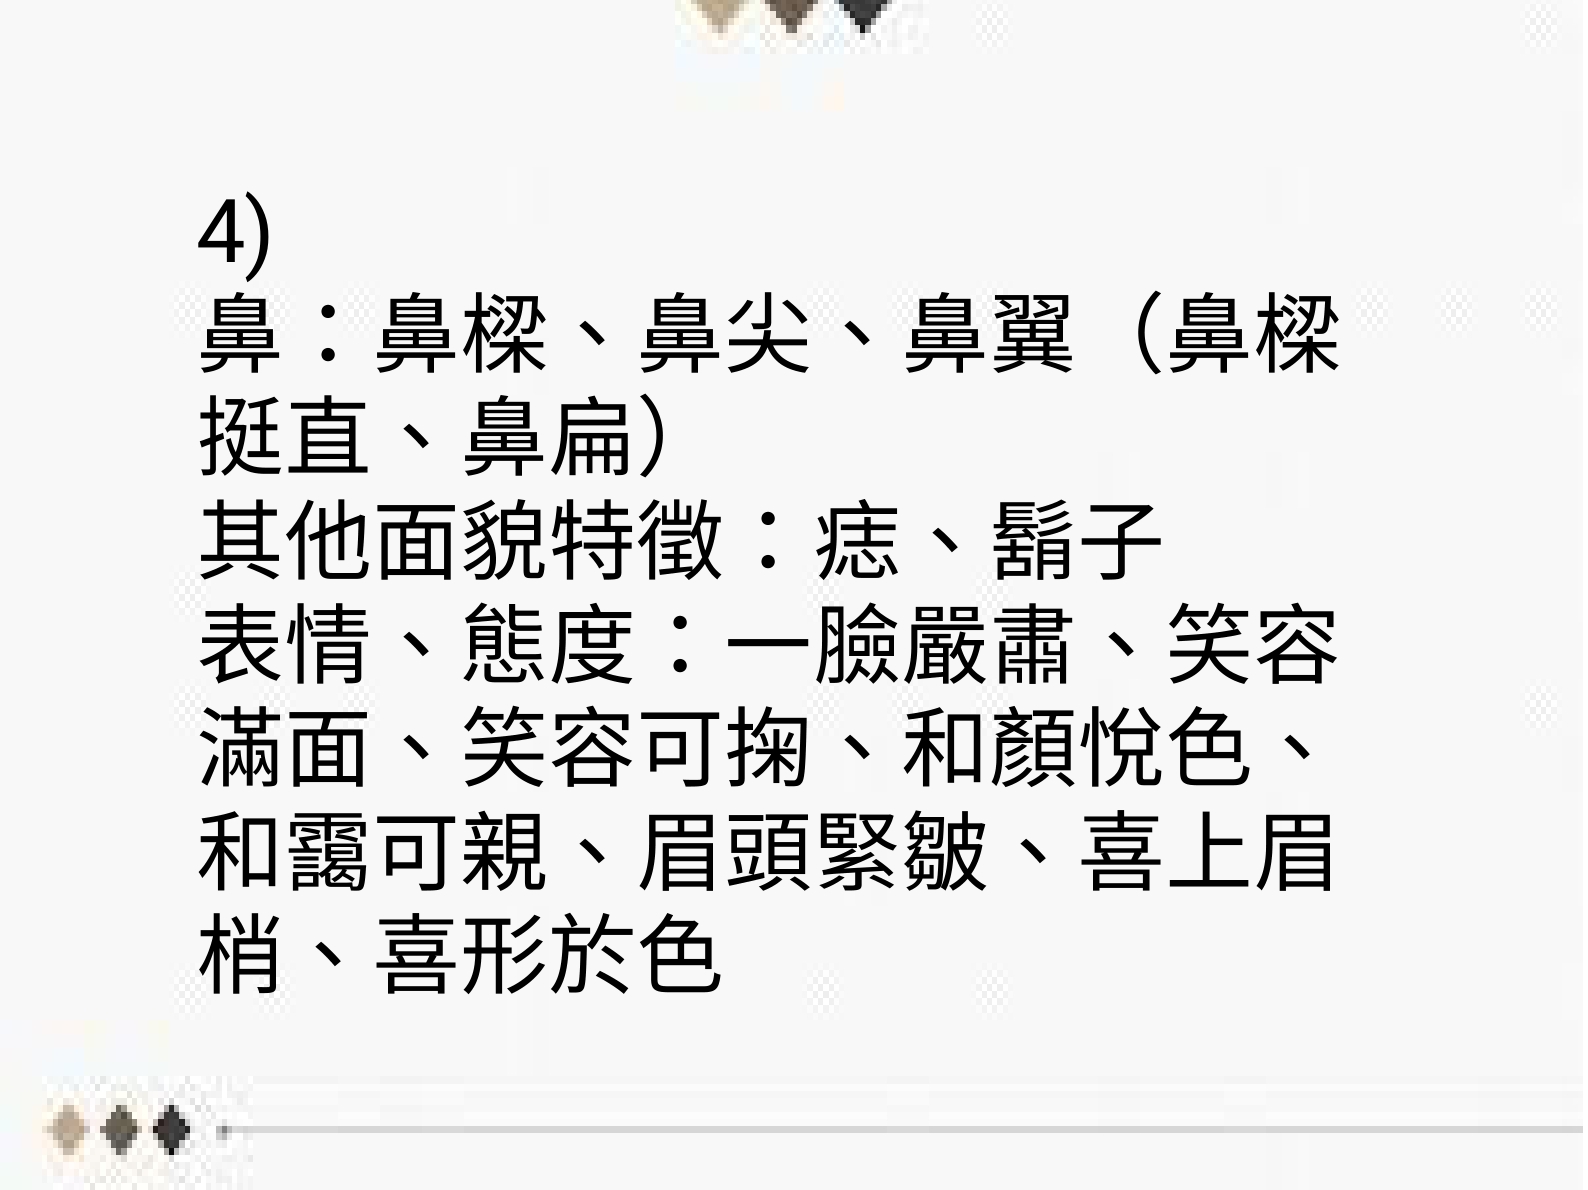 4)
鼻：鼻樑、鼻尖、鼻翼（鼻樑
挺直、鼻扁）
其他面貌特徵：痣、鬍子
表情、態度：一臉嚴肅、笑容
滿面、笑容可掬、和顏悅色、
和靄可親、眉頭緊皺、喜上眉
梢、喜形於色